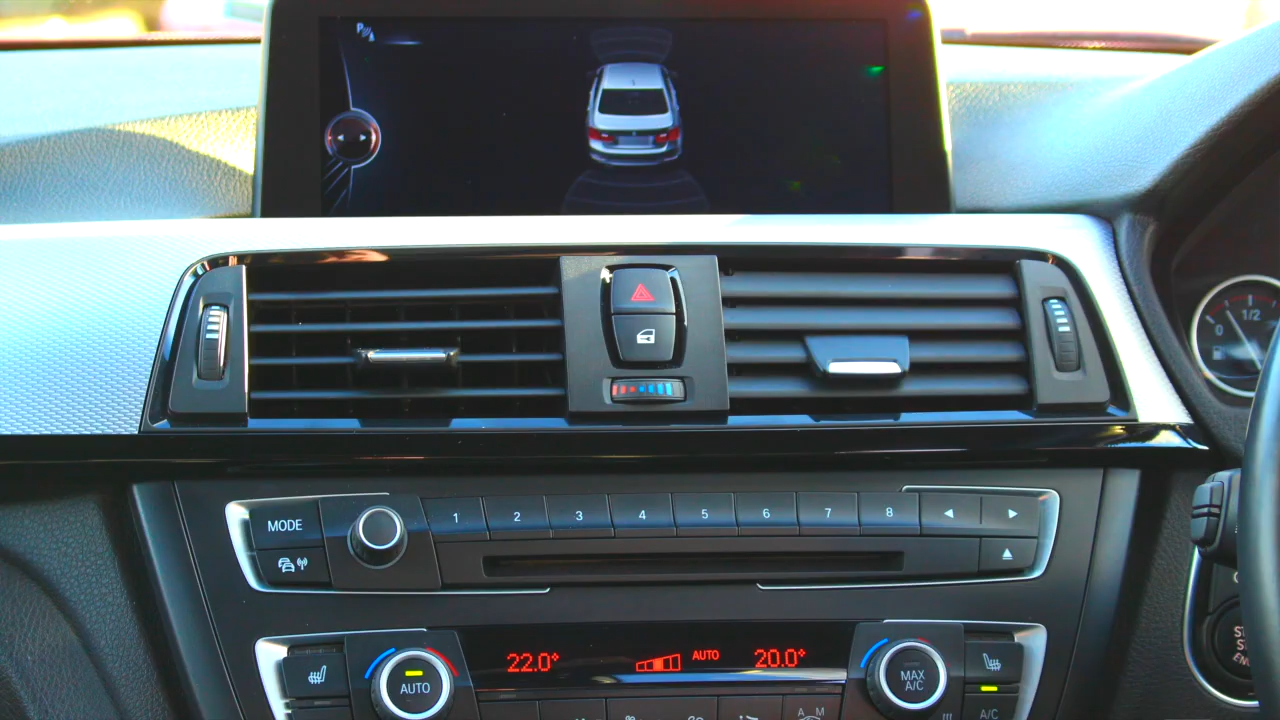 P
0 1/2
MODE 1 2 3 4 5 6 7 8
22.0° AUTO 20.0°
AUTO
MAX
A/C
A/C
A M